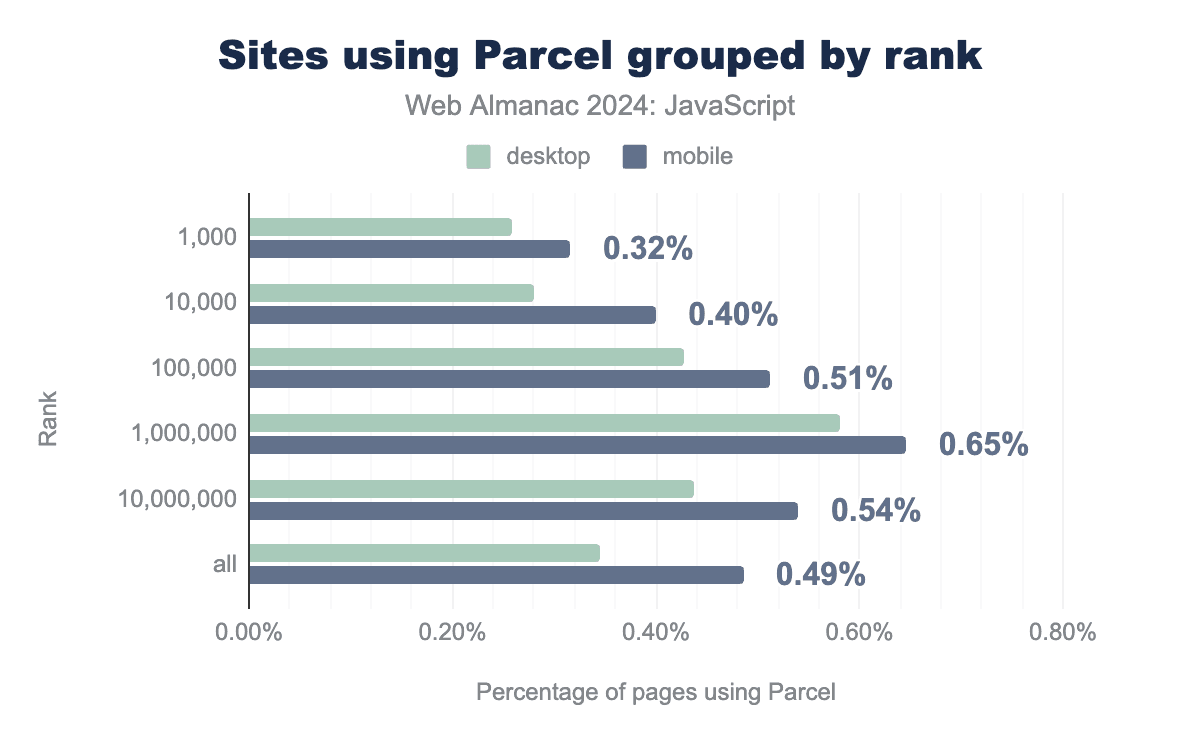 Sites using Parcel grouped by rank
Web Almanac 2024: JavaScript
desktop mobile
Rank
1,000
0.32%
10,000
0.40%
100,000
0.51%
1,000,000
0.65%
10,000,000
0.54%
all
0.49%
0.00% 0.20% 0.40% 0.60% 0.80%
Percentage of pages using Parcel